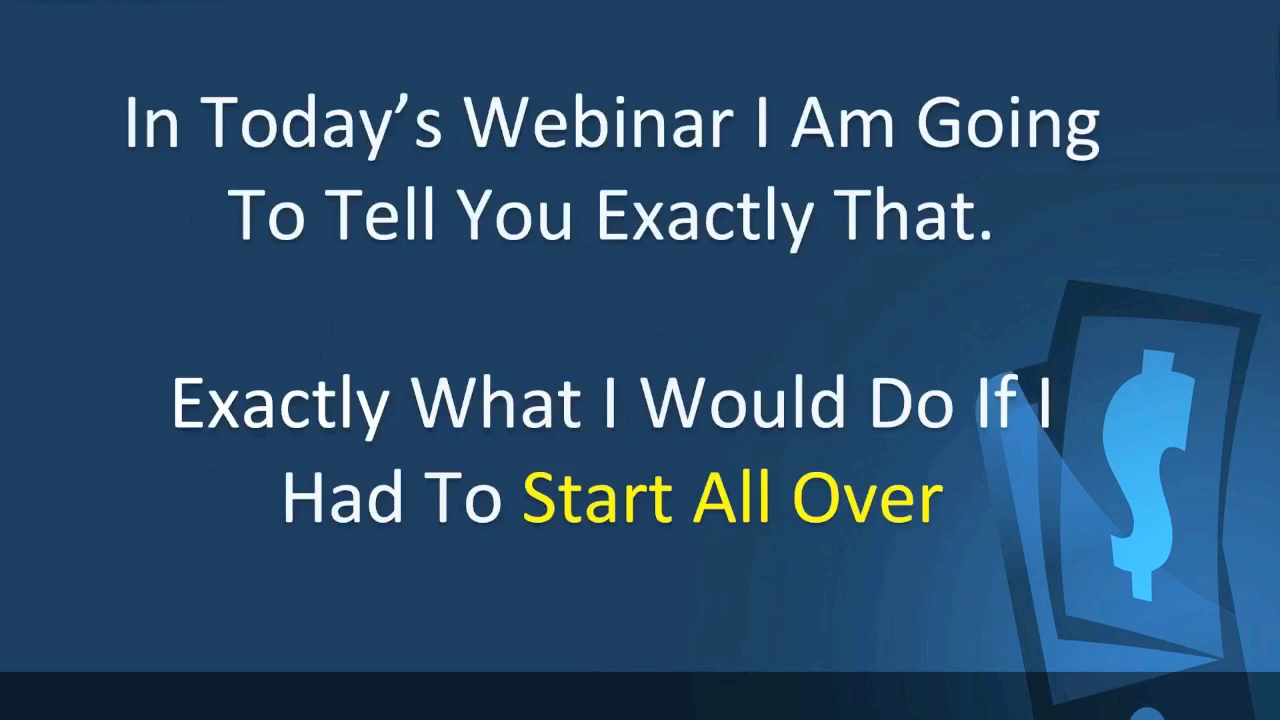 In Today’s Webinar I Am Going
To Tell You Exactly That.
Exactly What I Would Do If I
Had To Start All Over
$